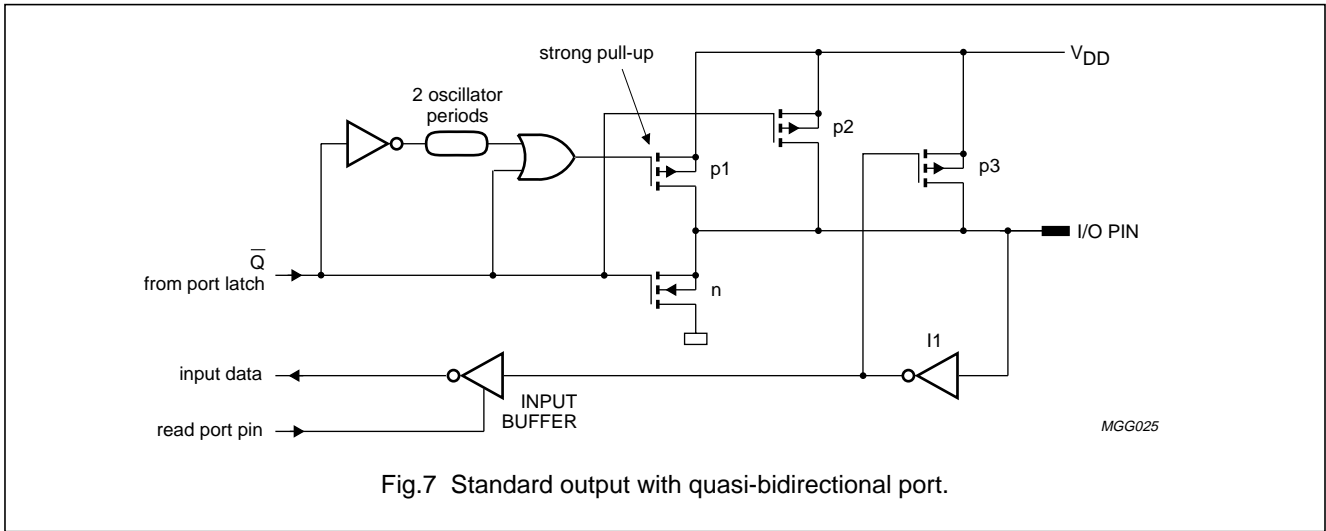 strong pull-up
V DD
2 oscillator
periods
p2
p1
p3
I/O PIN
Q
from port latch
n
I1
input data
INPUT
BUFFER
read port pin
MGG025
Fig.7 Standard output with quasi-bidirectional port.